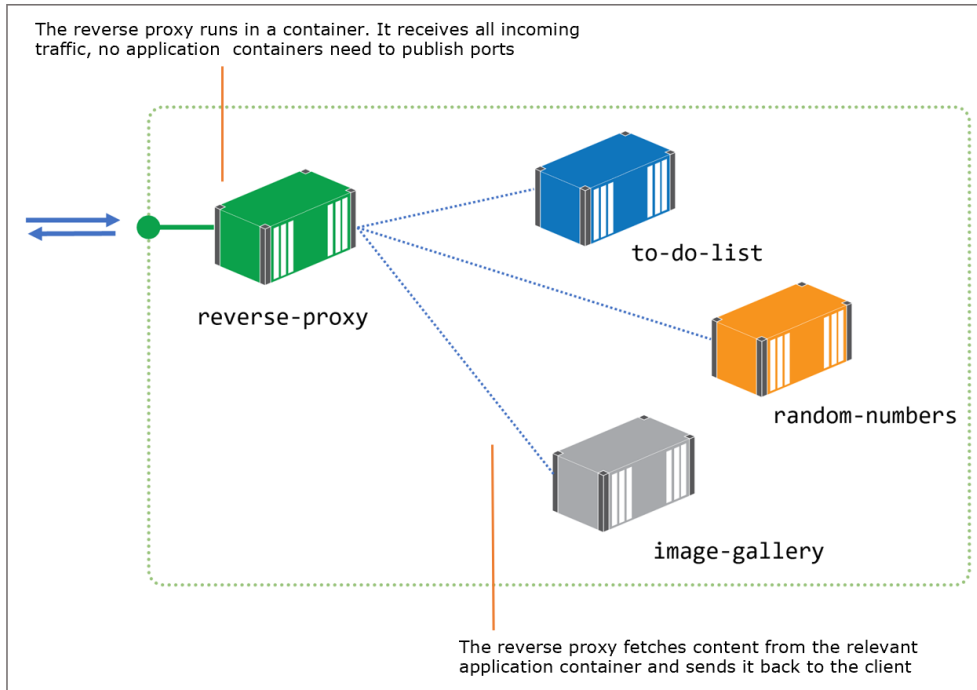 The reverse proxy runs in a container. It receives all incoming
traffic, no application containers need to publish ports
to-do-list
reverse-proxy
random-numbers
image-gallery
The reverse proxy fetches content from the relevant
application container and sends it back to the client